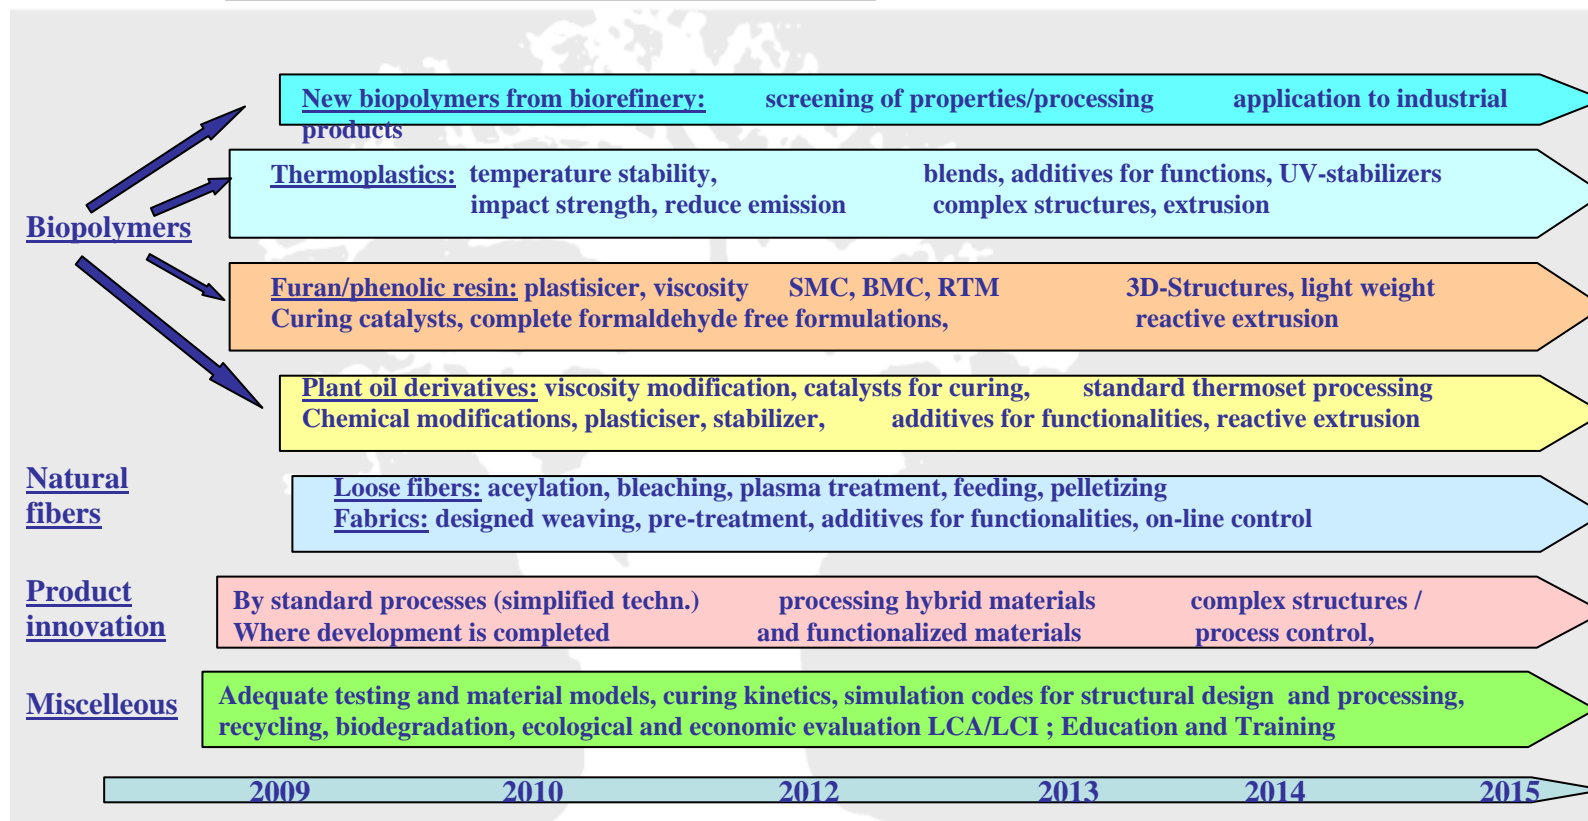 New biopolymers from biorefinery: screening of properties/processing application to industrial
products
Thermoplastics: temperature stability, blends, additives for functions, UV-stabilizers
impact strength, reduce emission complex structures, extrusion
Biopolymers
Furan/phenolic resin: plastisicer, viscosity SMC, BMC, RTM 3D-Structures, light weight
Curing catalysts, complete formaldehyde free formulations, reactive extrusion
Plant oil derivatives: viscosity modification, catalysts for curing, standard thermoset processing
Chemical modifications, plasticiser, stabilizer, additives for functionalities, reactive extrusion
Natural
fibers
Loose fibers: aceylation, bleaching, plasma treatment, feeding, pelletizing
Fabrics: designed weaving, pre-treatment, additives for functionalities, on-line control
Product
innovation
By standard processes (simplified techn.) processing hybrid materials complex structures /
Where development is completed and functionalized materials process control,
Miscelleous
Adequate testing and material models, curing kinetics, simulation codes for structural design and processing,
recycling, biodegradation, ecological and economic evaluation LCA/LCI ; Education and Training
2009 2010 2012 2013 2014 2015